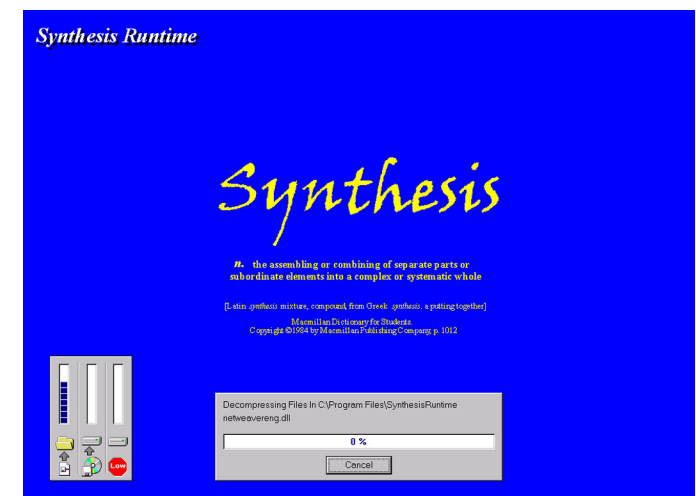 Synthesis Runtime
Synthesis
n. the assembling or combining of separate parts or
subordinate elements into a complex or systematic whole
[Latin synthesis mixture, compound, from Greek synthesis, a putting together]
Macmillan Dictionary for Students.
Copyright ©1984 by Macmillan Publishing Company, p. 1012
Decompressing Files In C:\Program Files\SynthesisRuntime
netweavereng.dll
0 %
Cancel
Low